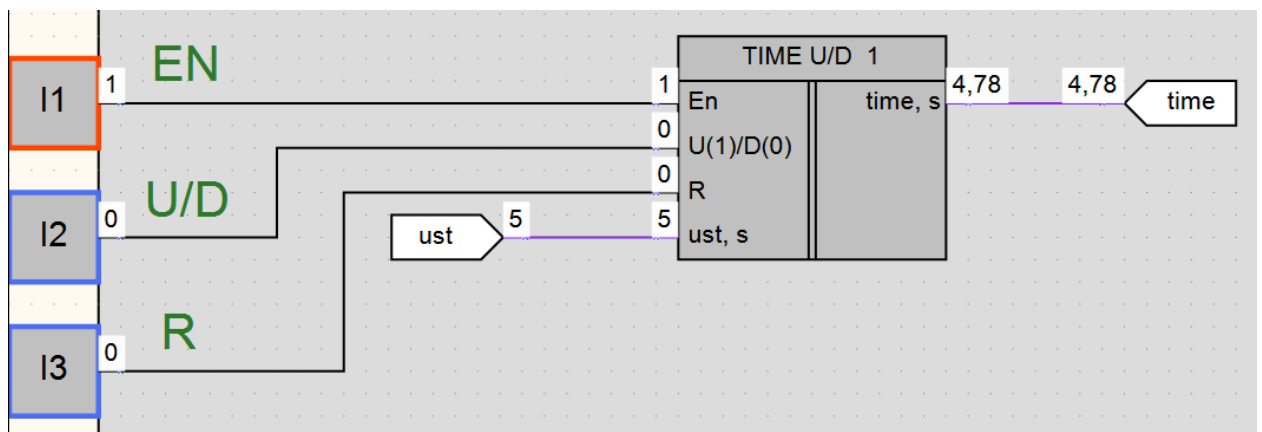 EN
TIME U/D 1
I1
1
1
En
time, s
4,78
4,78
time
0
U(1)/D(0)
U/D
0
R
I2
0
ust
5
5
ust, s
R
I3
0